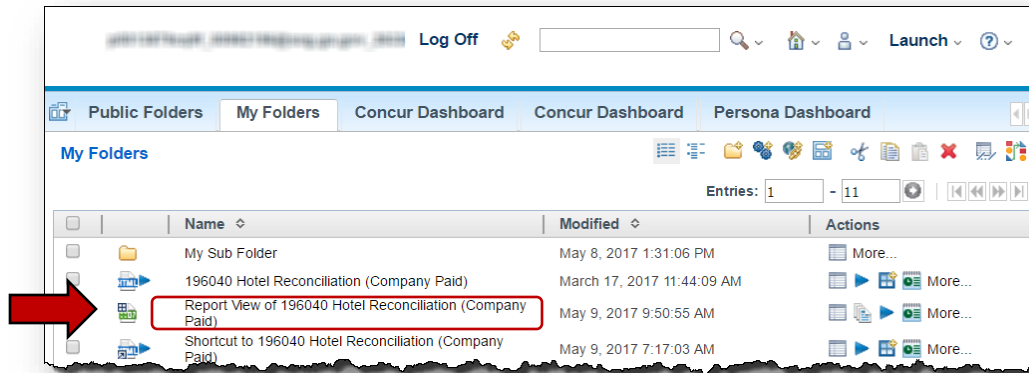 Log Off Launch
Public Folders My Folders Concur Dashboard Concur Dashboard Persona Dashboard
My Folders
Entries: 1 - 11
Name Modified Actions
My Sub Folder May 8, 2017 1:31:06 PM More...
HTML 196040 Hotel Reconciliation (Company Paid) March 17, 2017 11:44:09 AM More...
Report View of 196040 Hotel Reconciliation (Company
Paid) May 9, 2017 9:50:55 AM More...
Shortcut to 196040 Hotel Reconciliation (Company
Paid) May 9, 2017 7:17:03 AM More...